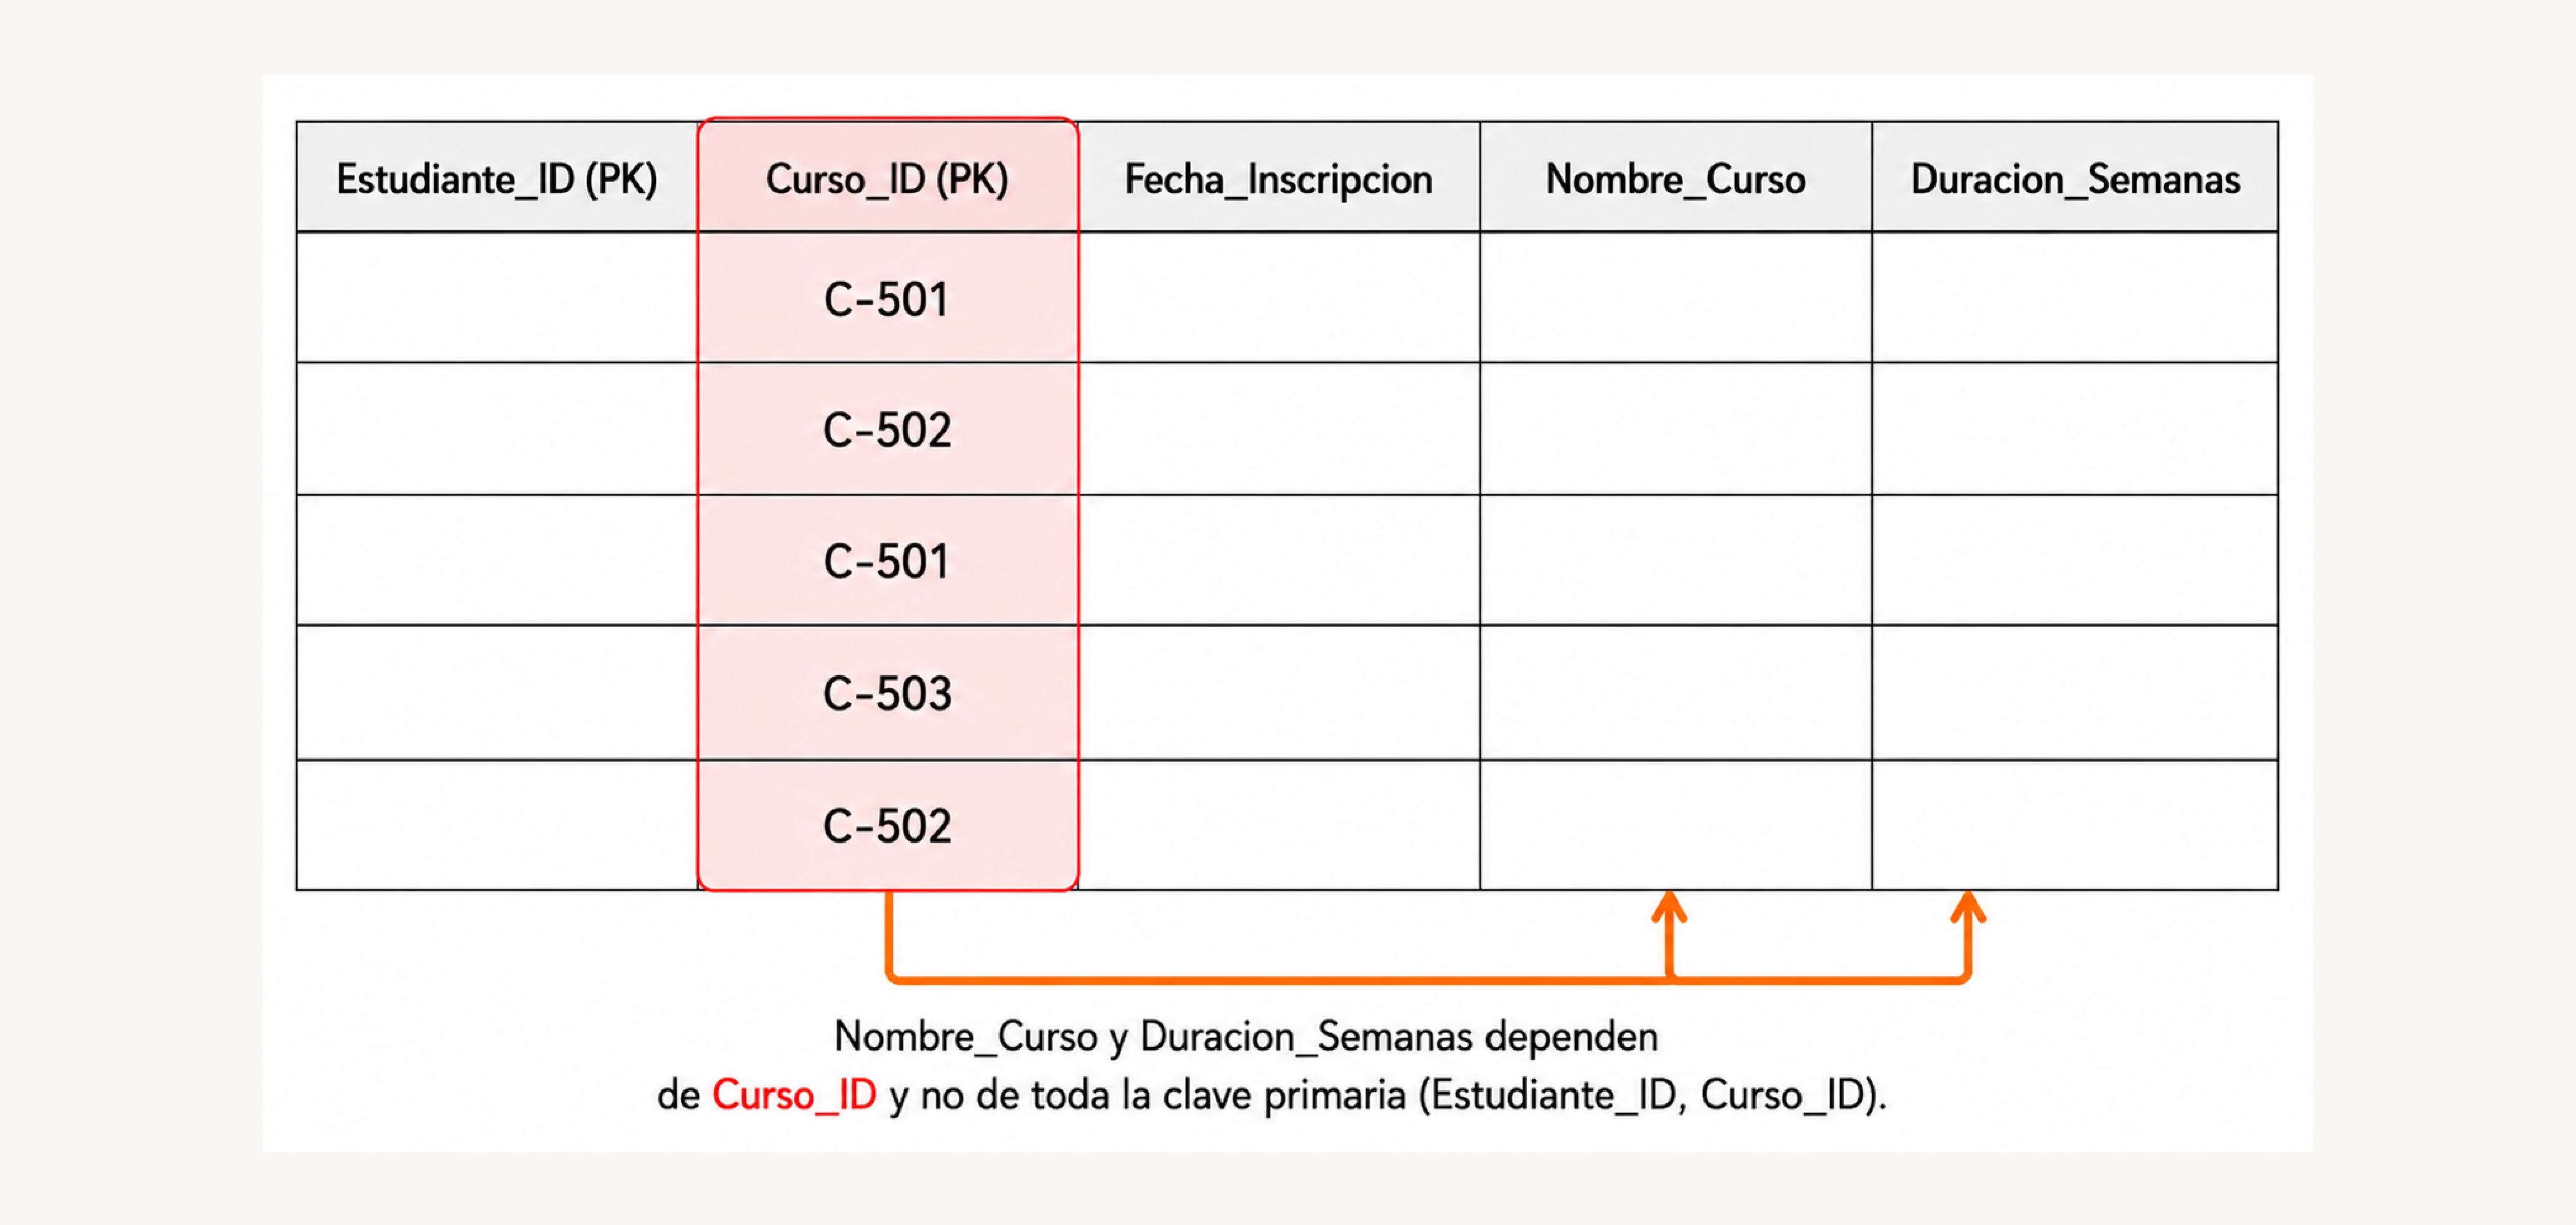 Estudiante_ID (PK) Curso_ID (PK) Fecha_Inscripcion Nombre_Curso Duracion_Semanas
C-501
C-502
C-501
C-503
C-502
Nombre_Curso y Duracion_Semanas dependen
de Curso_ID y no de toda la clave primaria (Estudiante_ID, Curso_ID).